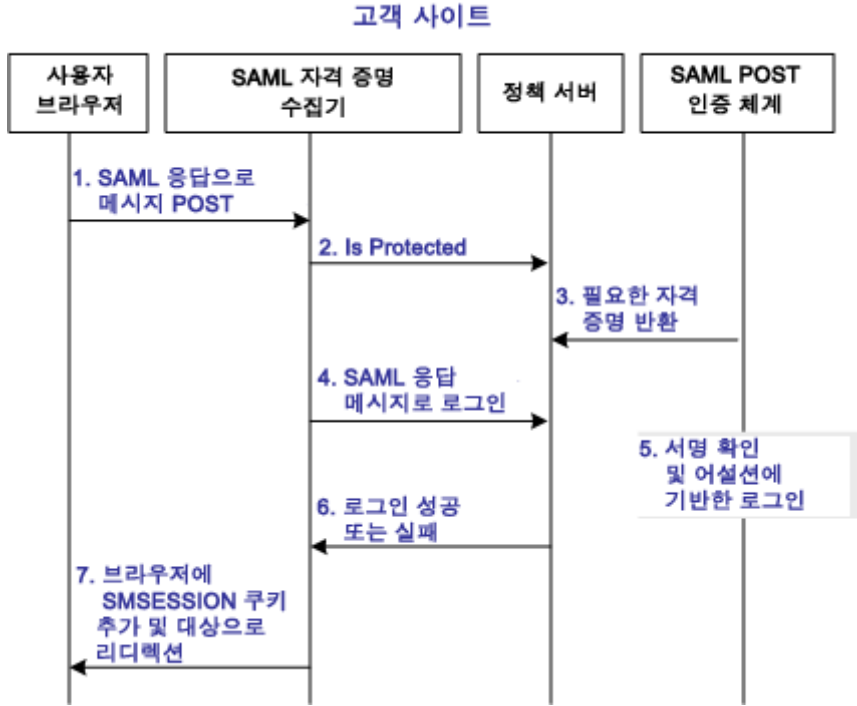 고객 사이트
사용자
브라우저
SAML 자격 증명
수집기
정책 서버
SAML POST
인증 체계
1. SAML 응답으로
메시지 POST
2. Is Protected
3. 필요한 자격
증명 반환
4. SAML 응답
메시지로 로그인
5. 서명 확인
및 어설션에
기반한 로그인
6. 로그인 성공
또는 실패
7. 브라우저에
SMSESSION 쿠키
추가 및 대상으로
리디렉션